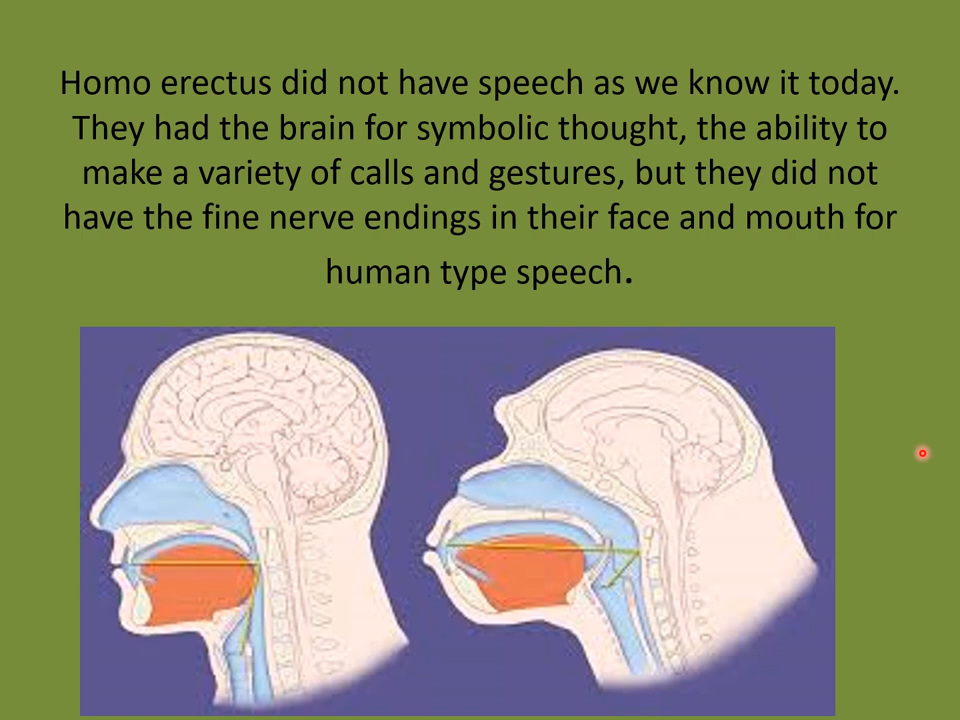 Homo erectus did not have speech as we know it today.
They had the brain for symbolic thought, the ability to
make a variety of calls and gestures, but they did not
have the fine nerve endings in their face and mouth for
human type speech.